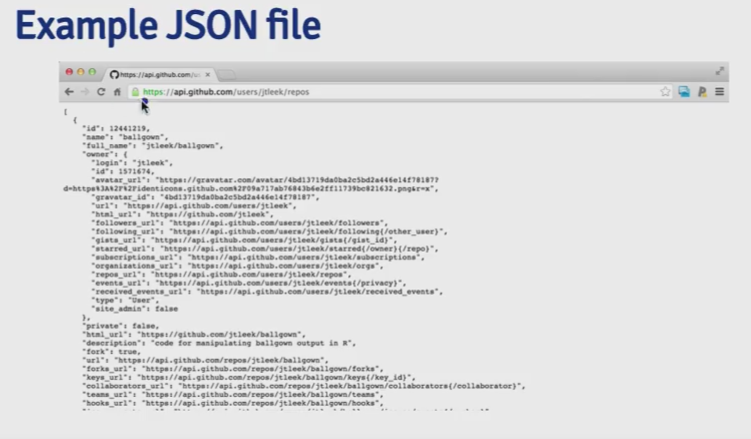 Example JSON file
https://api.github.com/us
https://api.github.com/users/jtleek/repos
[
{
"id": 12441219,
"name": "ballgown",
"full_name": "jtleek/ballgown",
"owner": {
"login": "jtleek",
"id": 1571674,
"avatar_url": "https://gravatar.com/avatar/4bd13719da0ba2c5bd2a446e14f78187?
d=https%3A%2F%2Fidenticons.github.com%2F09a717ab76843b6e2ff11739bc821632.png&r=x",
"gravatar_id": "4bd13719da0ba2c5bd2a446e14f78187",
"url": "https://api.github.com/users/jtleek",
"html_url": "https://github.com/jtleek",
"followers_url": "https://api.github.com/users/jtleek/followers",
"following_url": "https://api.github.com/users/jtleek/following{/other_user}",
"gists_url": "https://api.github.com/users/jtleek/gists{/gist_id}",
"starred_url": "https://api.github.com/users/jtleek/starred{/owner}{/repo}",
"subscriptions_url": "https://api.github.com/users/jtleek/subscriptions",
"organizations_url": "https://api.github.com/users/jtleek/orgs",
"repos_url": "https://api.github.com/users/jtleek/repos",
"events_url": "https://api.github.com/users/jtleek/events{/privacy}",
"received_events_url": "https://api.github.com/users/jtleek/received_events",
"type": "User",
"site_admin": false
},
"private": false,
"html_url": "https://github.com/jtleek/ballgown",
"description": "code for manipulating ballgown output in R",
"fork": true,
"url": "https://api.github.com/repos/jtleek/ballgown",
"forks_url": "https://api.github.com/repos/jtleek/ballgown/forks",
"keys_url": "https://api.github.com/repos/jtleek/ballgown/keys{/key_id}",
"collaborators_url": "https://api.github.com/repos/jtleek/ballgown/collaborators{/collaborator}",
"teams_url": "https://api.github.com/repos/jtleek/ballgown/teams",
"hooks_url": "https://api.github.com/repos/jtleek/ballgown/hooks",